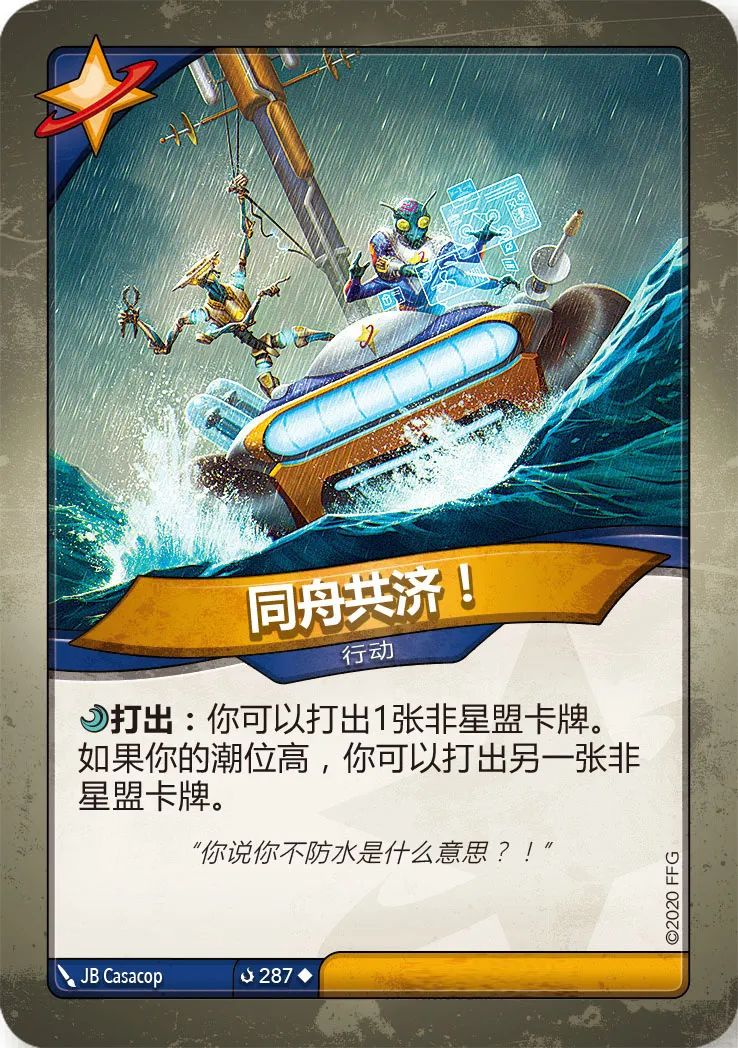 同舟共济！
行动
打出：你可以打出1张非星盟卡牌。
如果你的潮位高，你可以打出另一张非
星盟卡牌。
“你说你不防水是什么意思？！”
©2020 FFG
JB Casacop
287